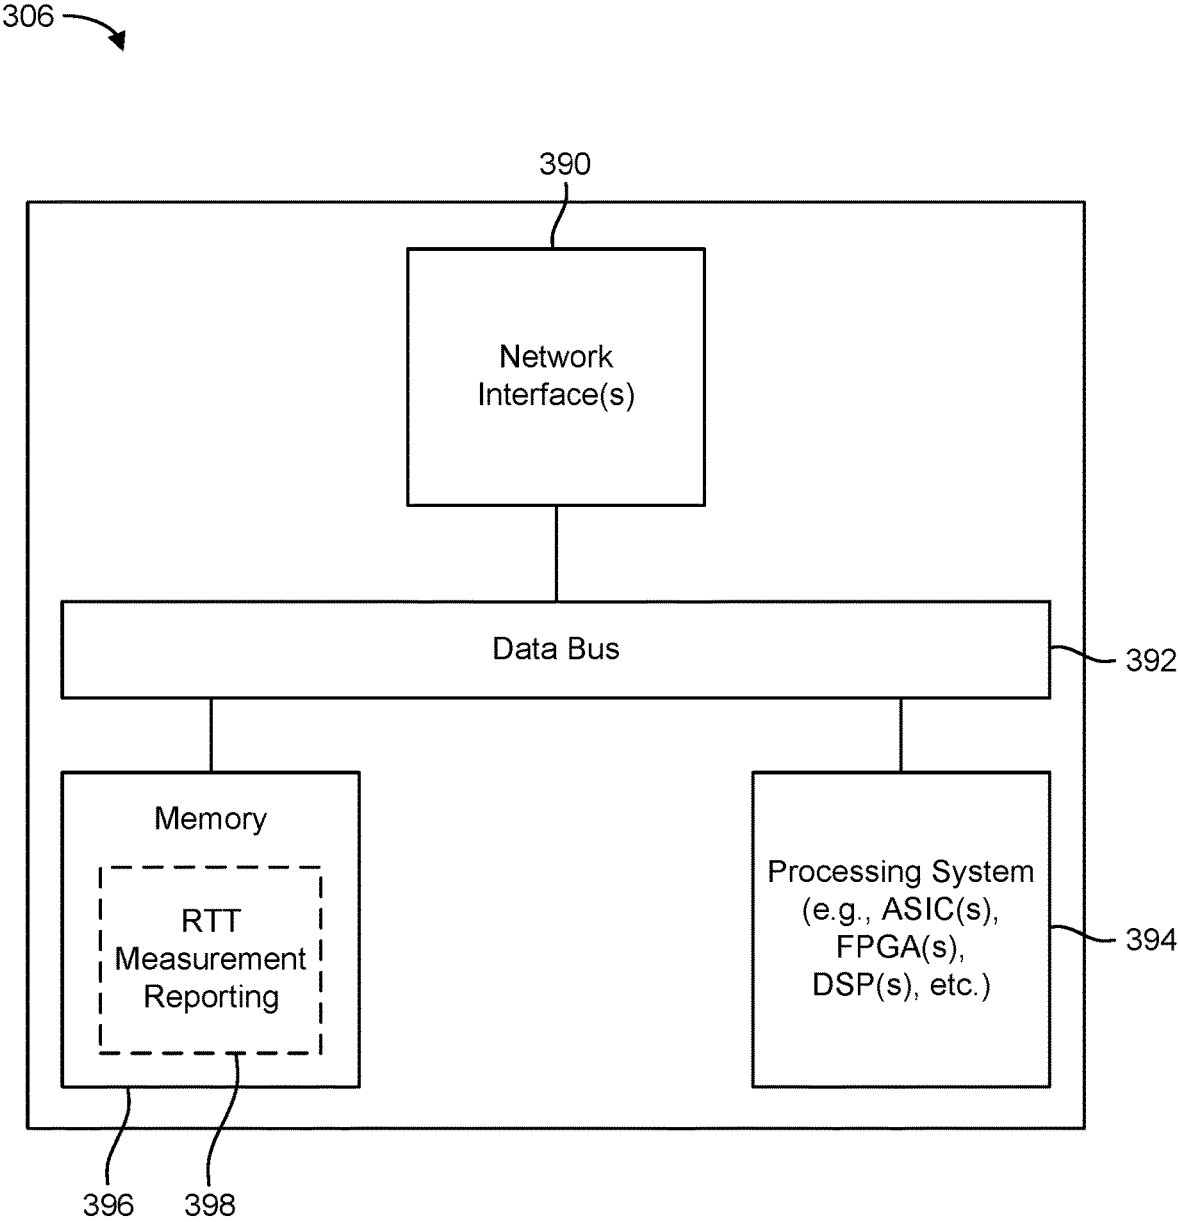 306
390
Network
Interface(s)
Data Bus
392
Memory
RTT
Measurement
Reporting
Processing System
(e.g., ASIC(s),
FPGA(s),
DSP(s), etc.)
394
396
398